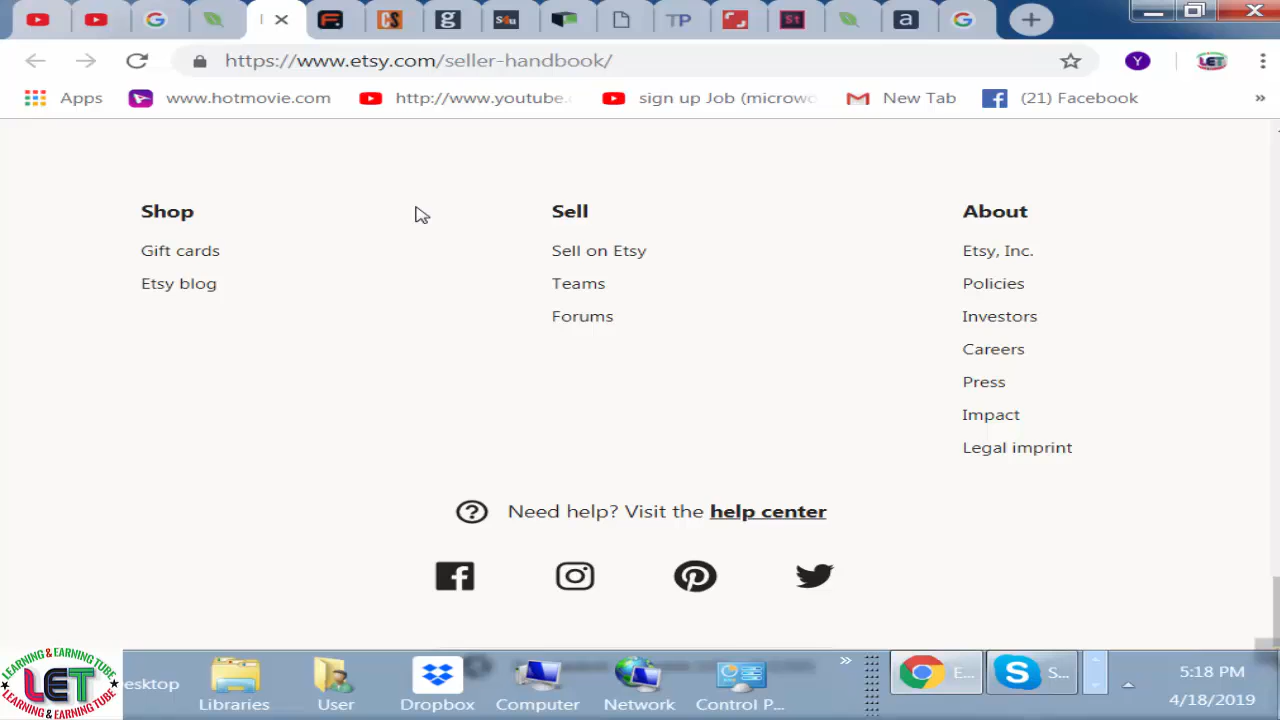 https://www.etsy.com/seller-handbook/
Apps
www.hotmovie.com
http://www.youtube.
sign up Job (microwo
New Tab
(21) Facebook
»
Shop
Gift cards
Etsy blog
Sell
Sell on Etsy
Teams
Forums
About
Etsy, Inc.
Policies
Investors
Careers
Press
Impact
Legal imprint
Need help? Visit the help center
LEARNING & EARNING TUBE
LET
LEARNING & EARNING TUBE
esktop
Libraries
User
Dropbox
Computer
Network
Control P...
»
E...
S...
5:18 PM
4/18/2019